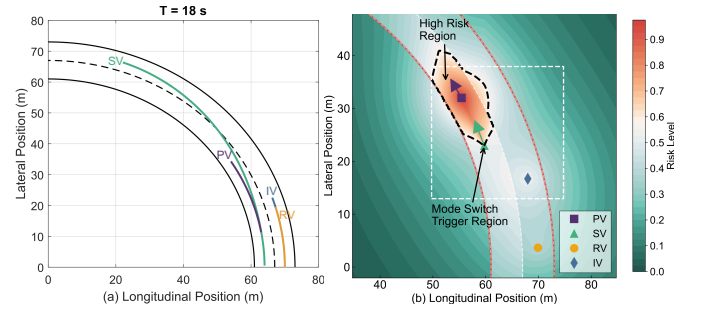 T = 18 s
80
70
60
50
40
30
20
10
0
0
20
40
60
80
Lateral Position (m)
(a) Longitudinal Position (m)
SV
PV
IV
RV
High Risk
Region
Mode Switch
Trigger Region
40
30
20
10
0
40
50
60
70
80
Lateral Position (m)
(b) Longitudinal Position (m)
PV
SV
RV
IV
0.9
0.8
0.7
0.6
0.5
0.4
0.3
0.2
0.1
0.0
Risk Level